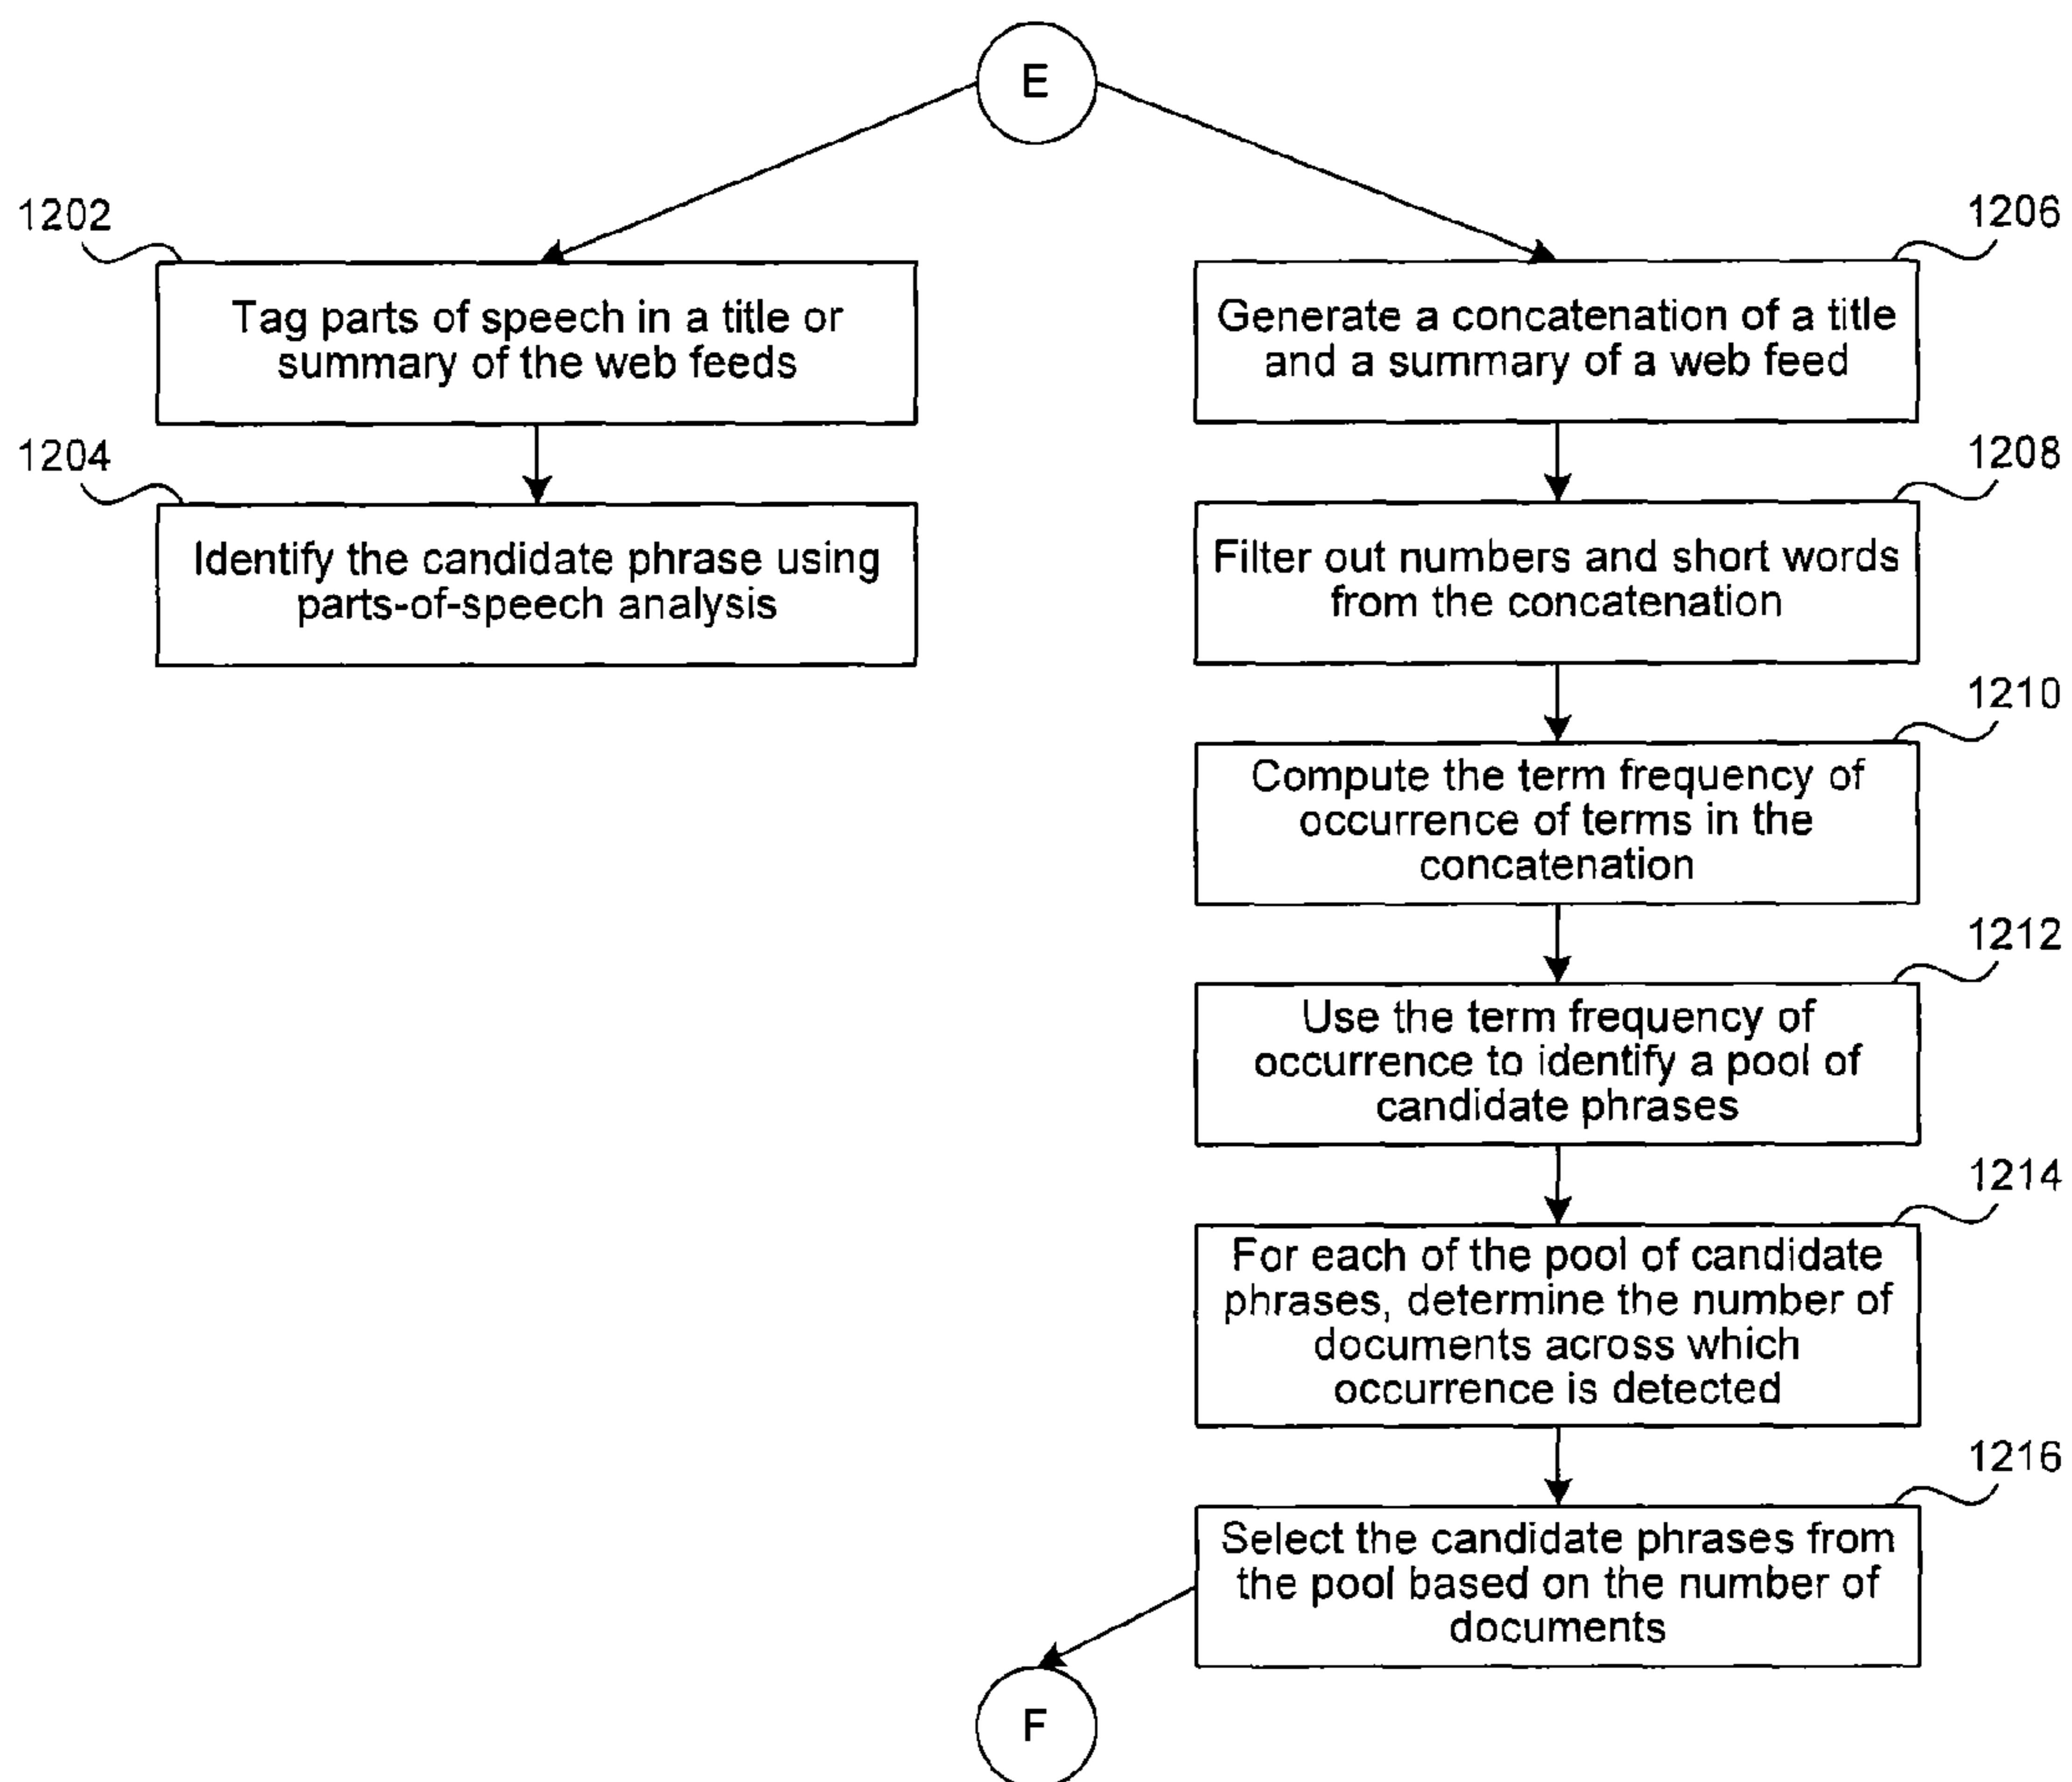 E
1202
Tag parts of speech in a title or
summary of the web feeds
1204
Identify the candidate phrase using
parts-of-speech analysis
1206
Generate a concatenation of a title
and a summary of a web feed
1208
Filter out numbers and short words
from the concatenation
1210
Compute the term frequency of
occurrence of terms in the
concatenation
1212
Use the term frequency of
occurrence to identify a pool of
candidate phrases
1214
For each of the pool of candidate
phrases, determine the number of
documents across which
occurrence is detected
1216
Select the candidate phrases from
the pool based on the number of
documents
F